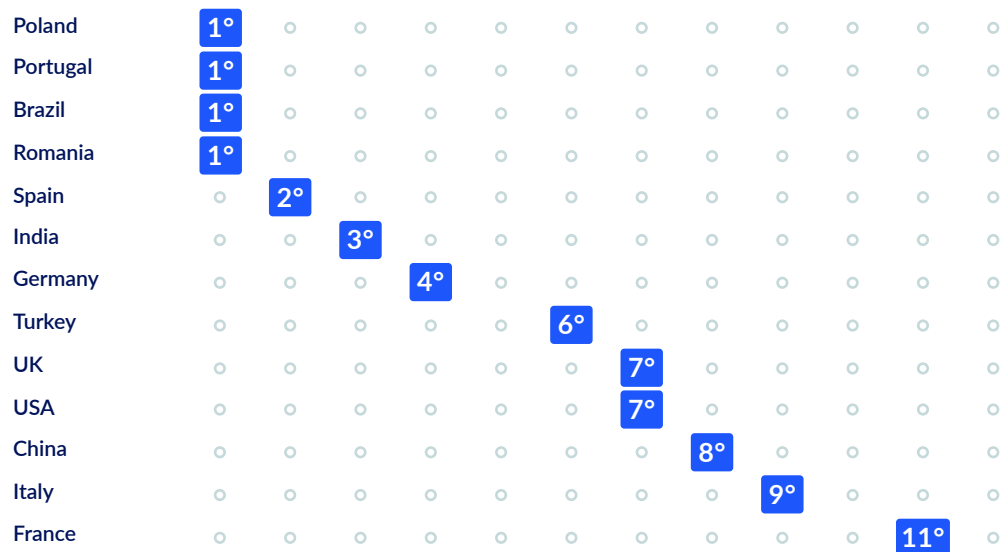 Poland 1°
Portugal 1°
Brazil 1°
Romania 1°
Spain 2°
India 3°
Germany 4°
Turkey 6°
UK 7°
USA 7°
China 8°
Italy 9°
France 11°